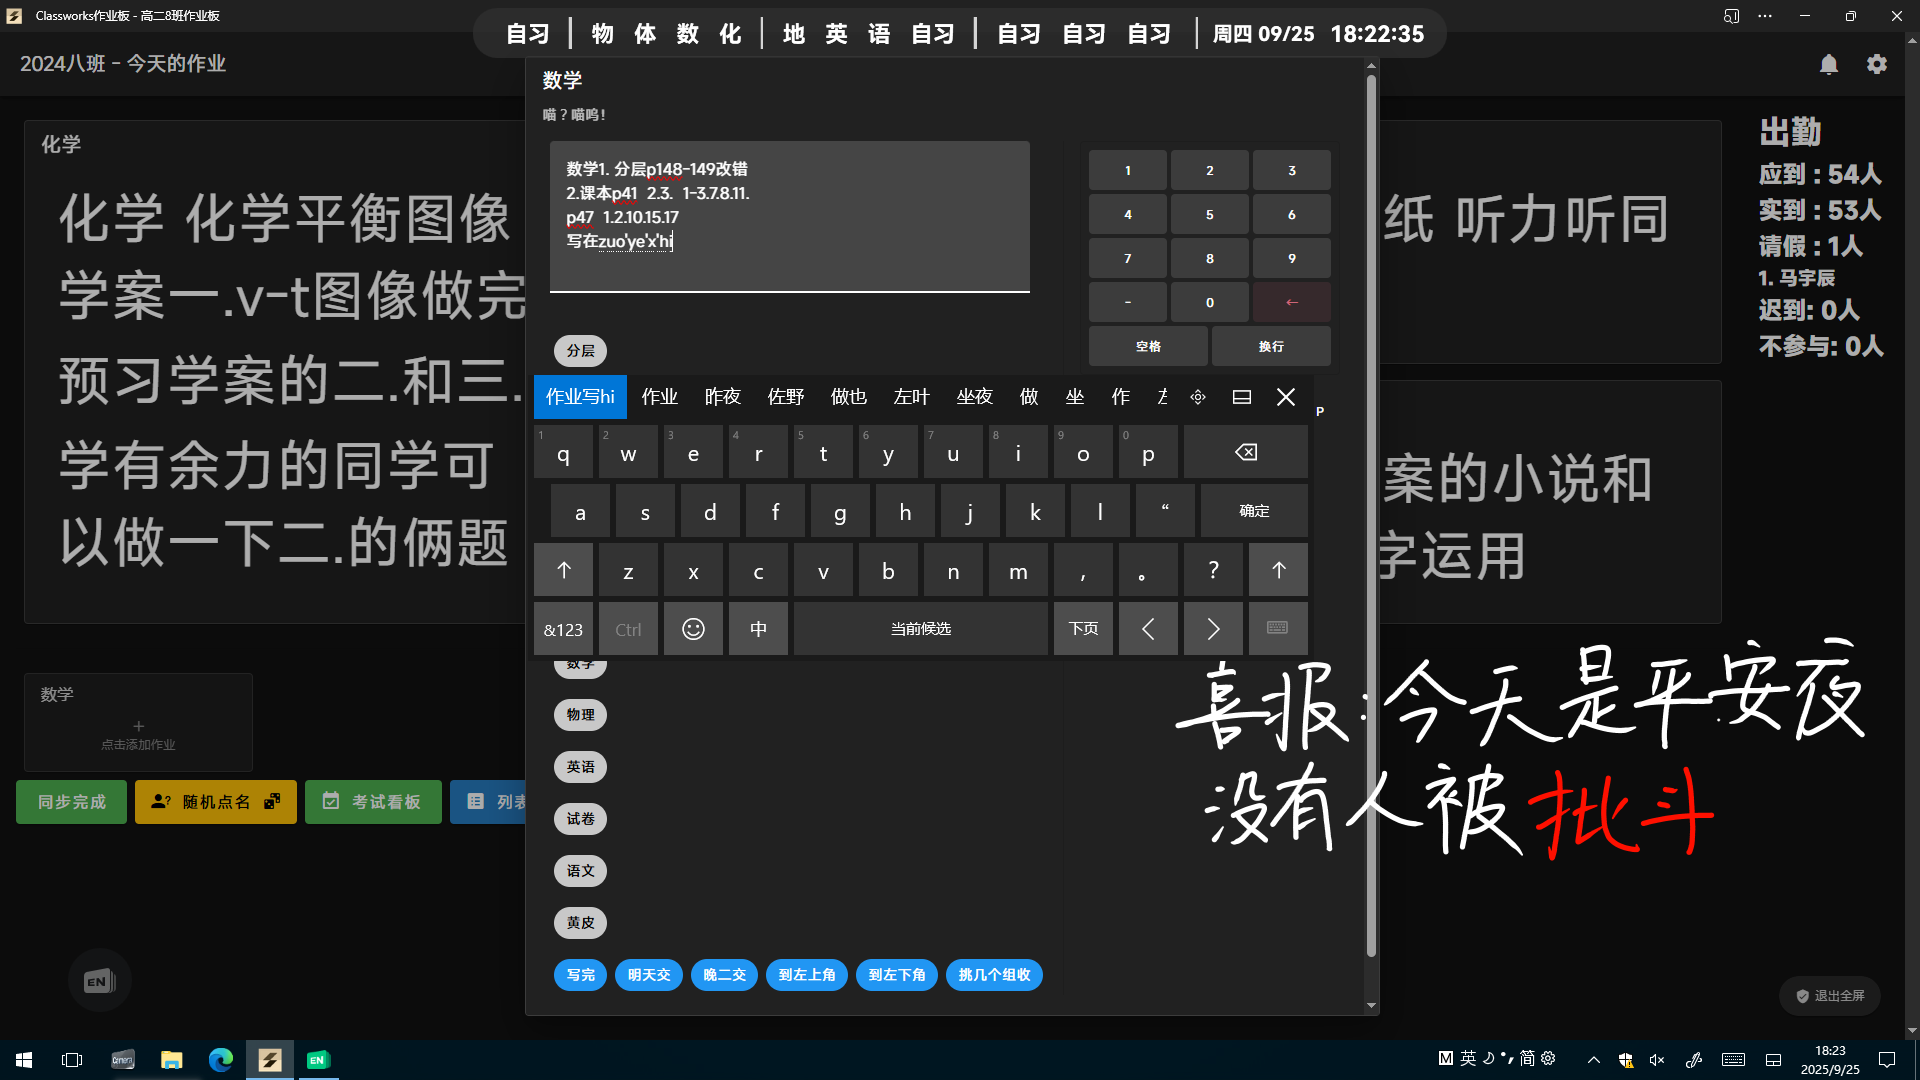 Classworks作业板 - 高二8班作业板
自习 | 物 体 数 化 | 地 英 语 自习 | 自习 自习 自习 | 周四 09/25 18:22:35
2024八班 - 今天的作业
化学
化学 化学平衡图像
学案一.v-t图像做完
预习学案的二.和三.
学有余力的同学可
以做一下二.的俩题
数学
喵？喵呜！
数学1. 分层p148-149改错
2.课本p41 2.3. 1-3.7.8.11.
p47 1.2.10.15.17
写在zuo'ye'x'hi
1 2 3
4 5 6
7 8 9
- 0 ←
空格 换行
分层
作业写hi 作业 昨夜 佐野 做也 左叶 坐夜 做 坐 作
P
1 2 3 4 5 6 7 8 9 0
q w e r t y u i o p
a s d f g h j k l “ 确定
z x c v b n m , 。 ?
&123 Ctrl 中 当前候选 下页
数学
物理
英语
试卷
语文
黄皮
写完 明天交 晚二交 到左上角 到左下角 挑几个组收
纸 听力听同
案的小说和
字运用
出勤
应到：54人
实到：53人
请假：1人
1. 马宇辰
迟到: 0人
不参与: 0人
数学
+
点击添加作业
同步完成 随机点名 考试看板 列表
喜报:今天是平安夜
没有人被批斗
EN
退出全屏
EN
M 英 简
18:23
2025/9/25